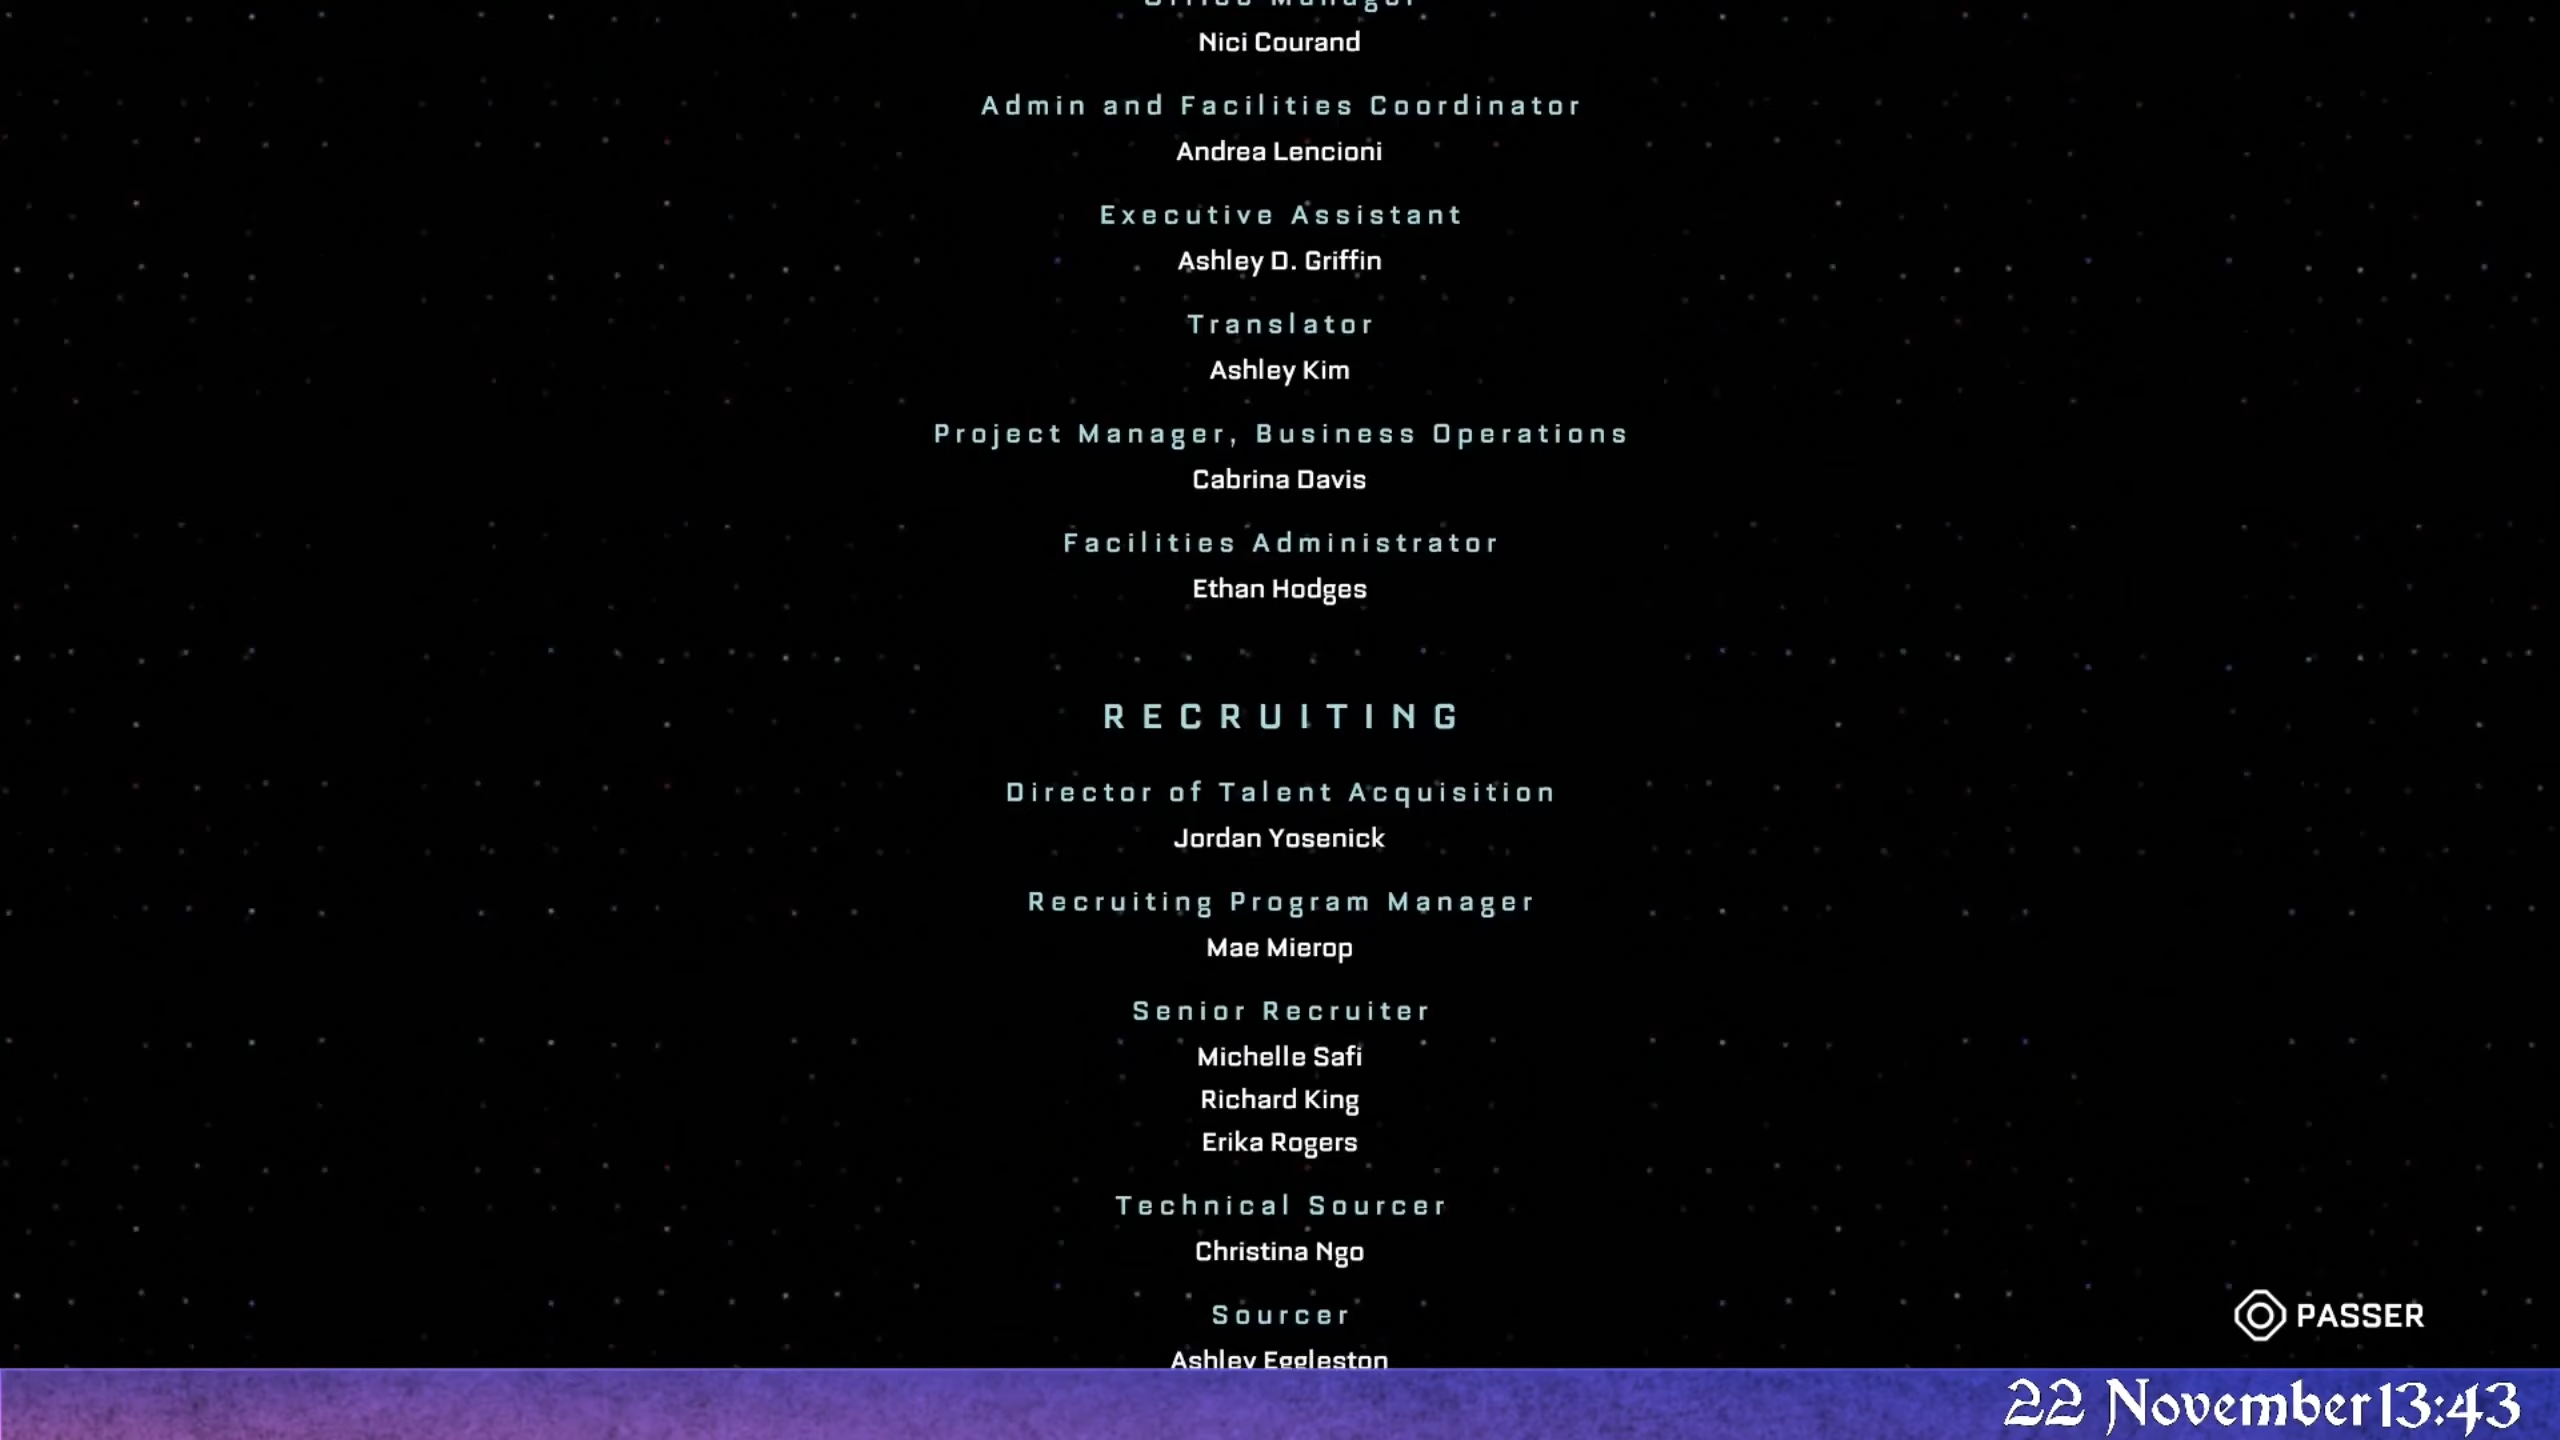 Office Manager
Nici Courand
Admin and Facilities Coordinator
Andrea Lencioni
Executive Assistant
Ashley D. Griffin
Translator
Ashley Kim
Project Manager, Business Operations
Cabrina Davis
Facilities Administrator
Ethan Hodges
RECRUITING
Director of Talent Acquisition
Jordan Yosenick
Recruiting Program Manager
Mae Mierop
Senior Recruiter
Michelle Safi
Richard King
Erika Rogers
Technical Sourcer
Christina Ngo
Sourcer
Ashley Eggleston
PASSER
22 November 13:43